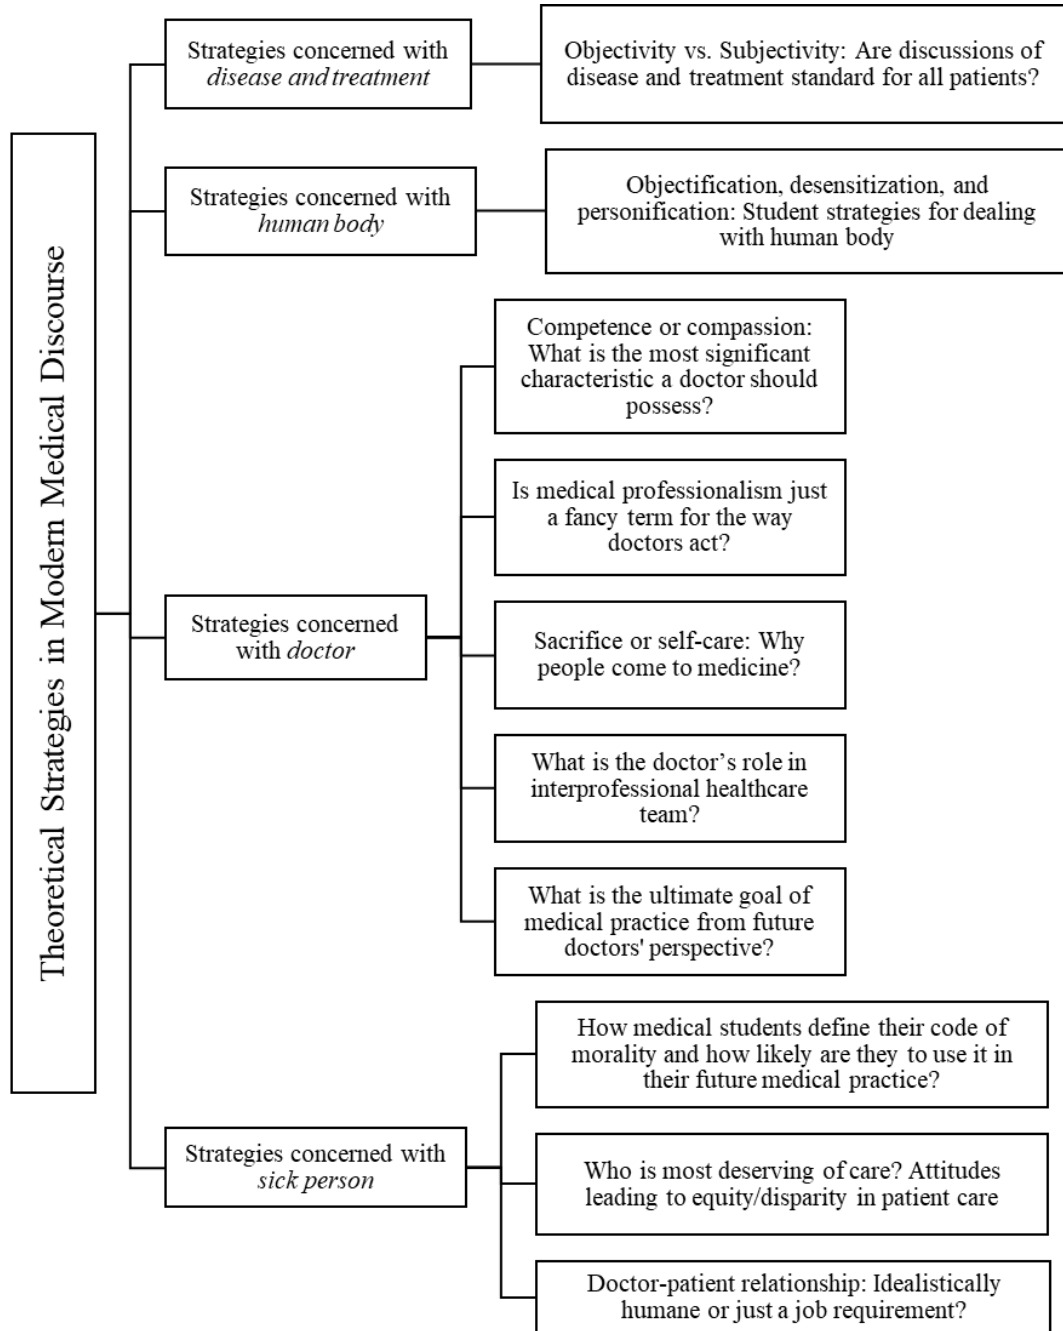 Theoretical Strategies in Modern Medical Discourse
Strategies concerned with
disease and treatment
Objectivity vs. Subjectivity: Are discussions of
disease and treatment standard for all patients?
Strategies concerned with
human body
Objectification, desensitization, and
personification: Student strategies for dealing
with human body
Strategies concerned
with doctor
Competence or compassion:
What is the most significant
characteristic a doctor should
possess?
Is medical professionalism just
a fancy term for the way
doctors act?
Sacrifice or self-care: Why
people come to medicine?
What is the doctor’s role in
interprofessional healthcare
team?
What is the ultimate goal of
medical practice from future
doctors' perspective?
Strategies concerned with
sick person
How medical students define their code of
morality and how likely are they to use it in
their future medical practice?
Who is most deserving of care? Attitudes
leading to equity/disparity in patient care
Doctor-patient relationship: Idealistically
humane or just a job requirement?